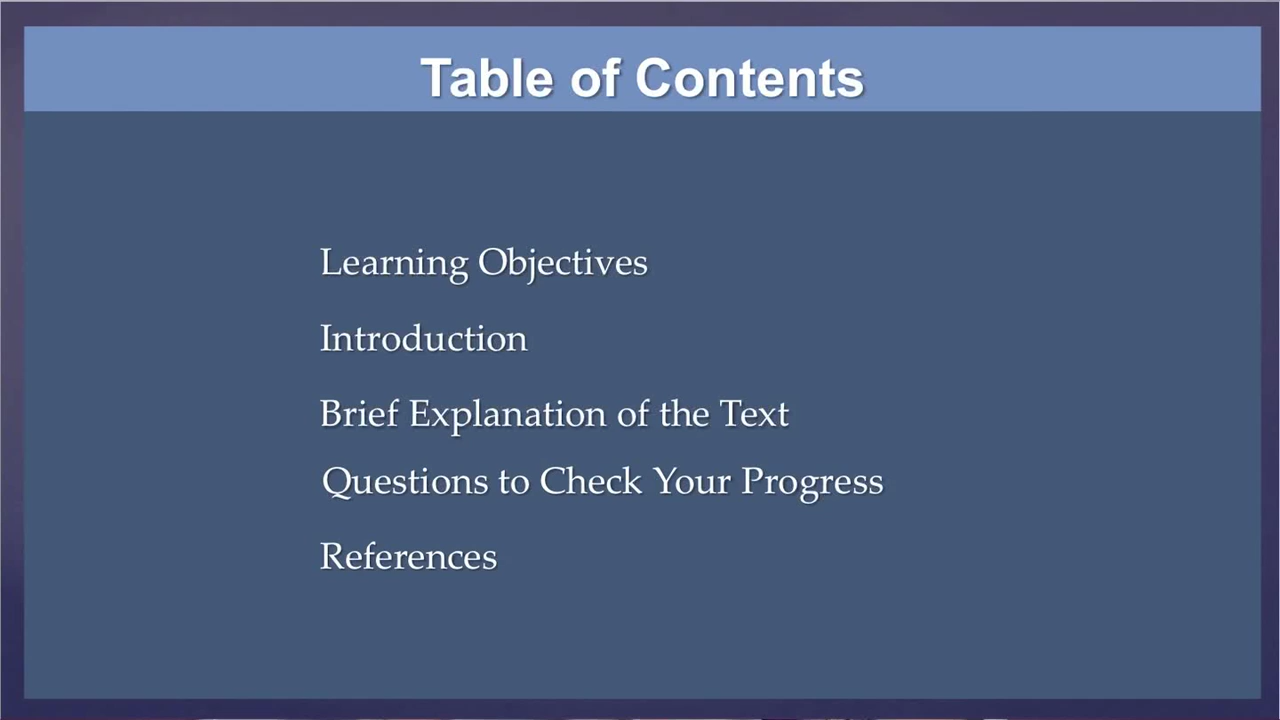 Table of Contents
Learning Objectives
Introduction
Brief Explanation of the Text
Questions to Check Your Progress
References